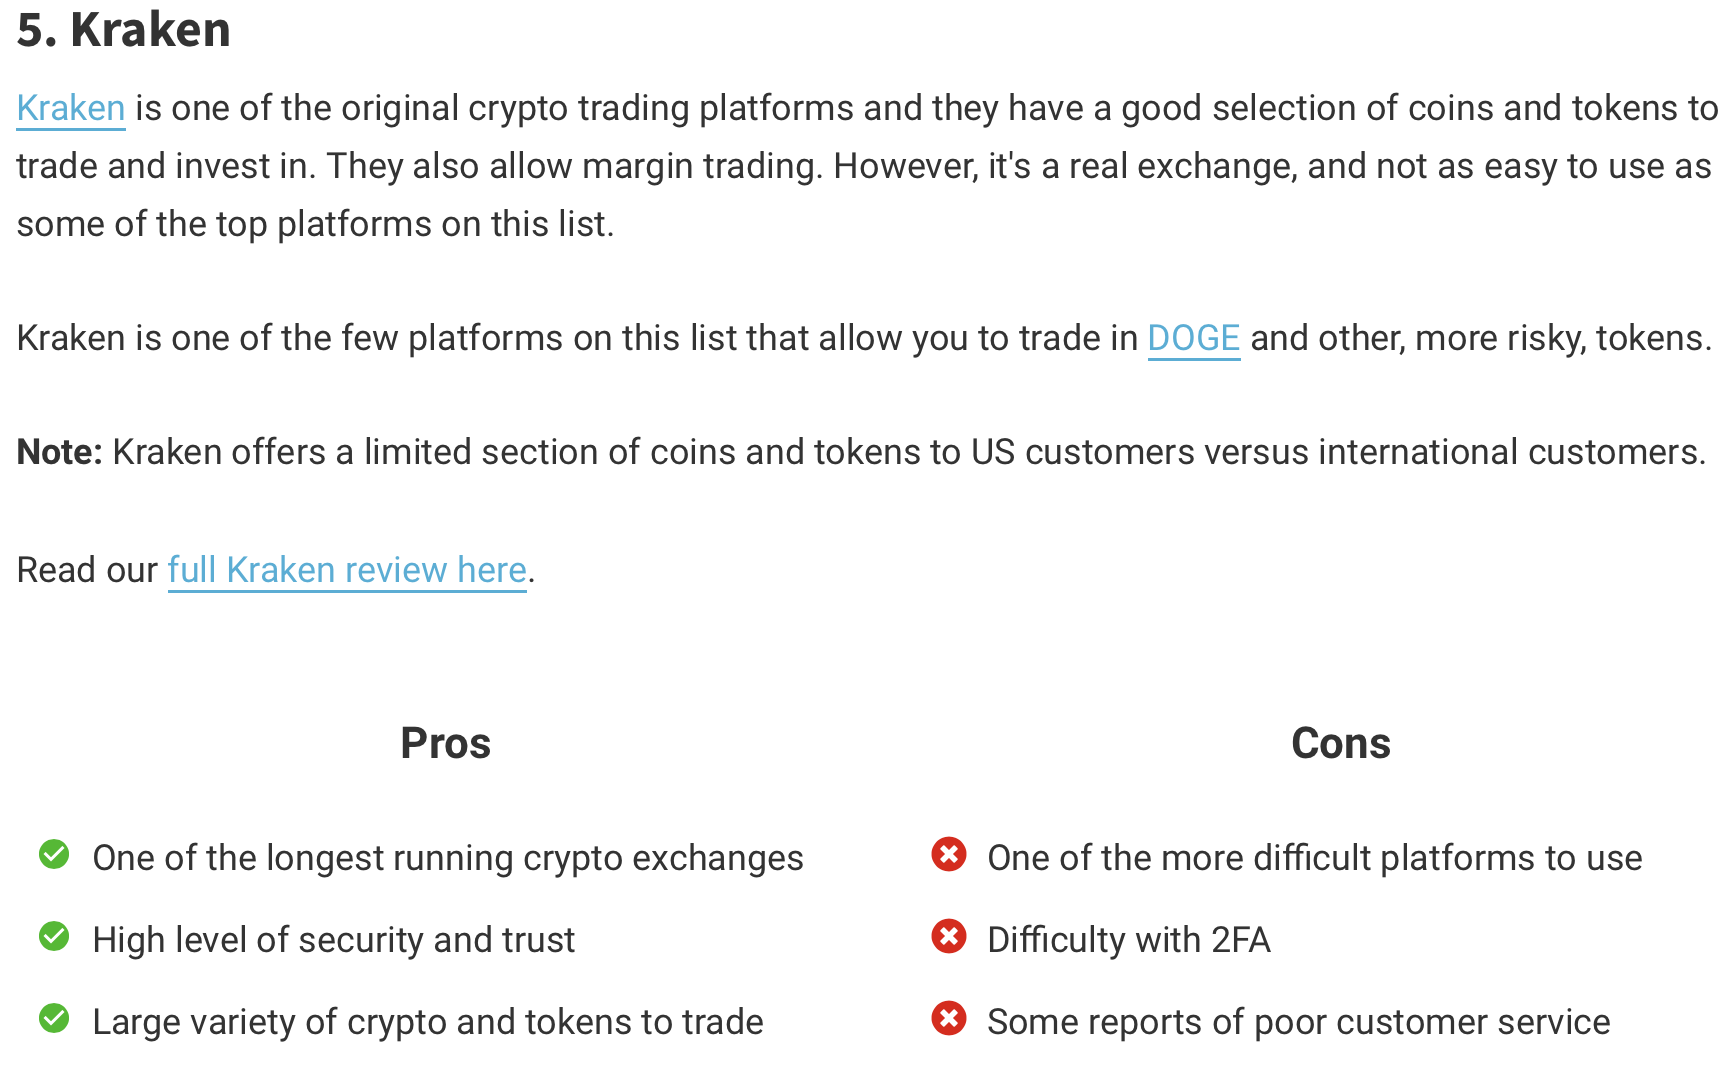 5. Kraken
Kraken is one of the original crypto trading platforms and they have a good selection of coins and tokens to
trade and invest in. They also allow margin trading. However, it's a real exchange, and not as easy to use as
some of the top platforms on this list.
Kraken is one of the few platforms on this list that allow you to trade in DOGE and other, more risky, tokens.
Note: Kraken offers a limited section of coins and tokens to US customers versus international customers.
Read our full Kraken review here.
Pros
One of the longest running crypto exchanges
High level of security and trust
Large variety of crypto and tokens to trade
Cons
One of the more difficult platforms to use
Difficulty with 2FA
Some reports of poor customer service